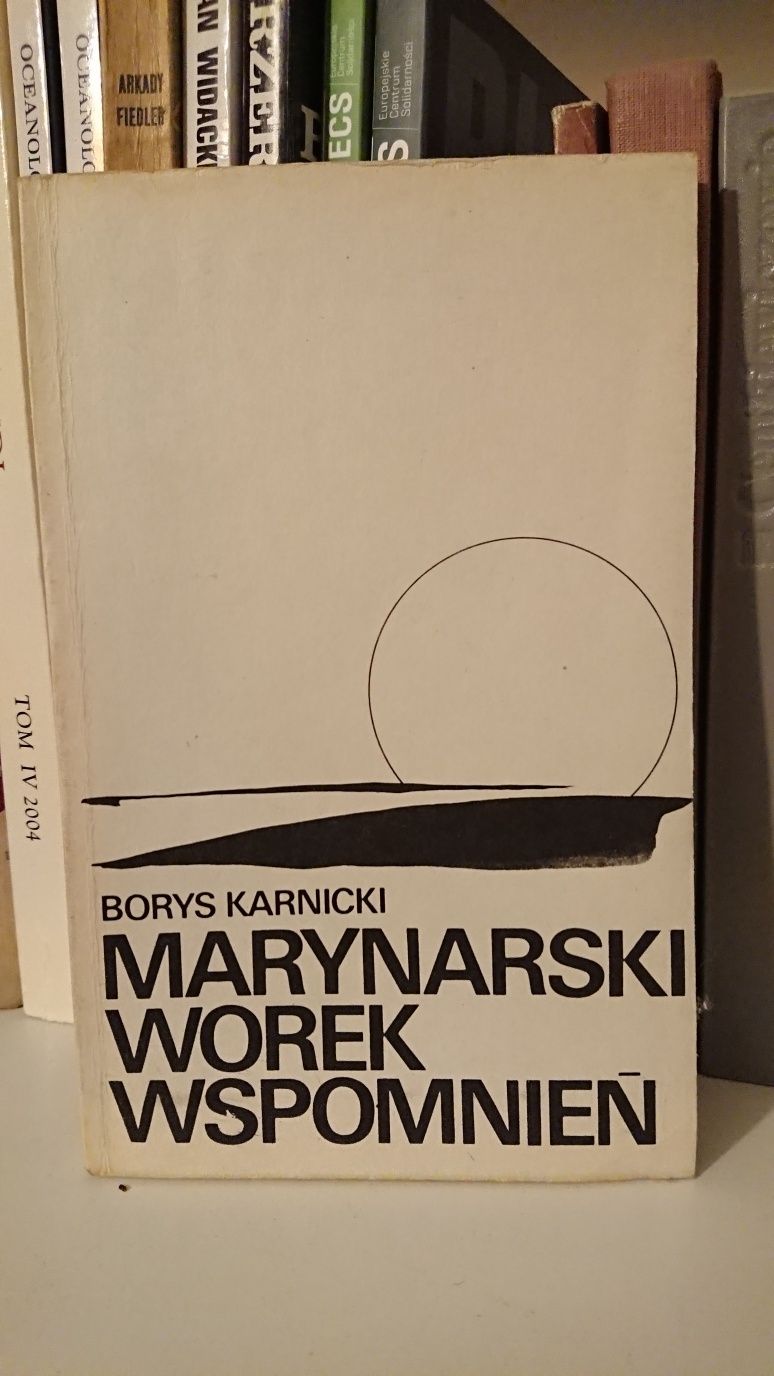 OCEANOLO
OCEANOLO
ARKADY
FIEDLER
AN WIDACKI
ECS
Europejskie
Centrum
Solidarności
Europejskie
Centrum
Solidarności
TOM IV 2004
BORYS KARNICKI
MARYNARSKI
WOREK
WSPOMNIEŃ